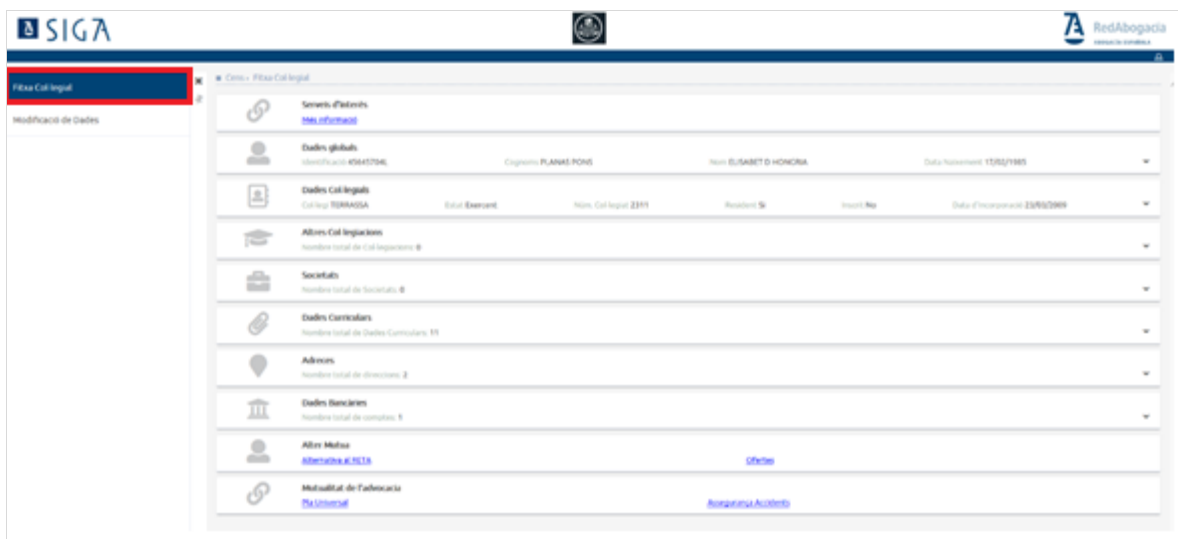 SIGA
RedAbogacía
ABOGACÍA ESPAÑOLA
Fitxa Col·legial
Modificació de Dades
Cens > Fitxa Col·legial
Serveis d'interès
Més informació
Dades globals
Identificació Cognoms PLANAS PONS Nom ELISABET D HONORIA Data Naixement 17/02/1985
Dades Col·legials
Col·legi TERRASSA Estat Exercent Núm. Col·legiat 2311 Resident Sí Inscrit No Data d'incorporació 23/03/2009
Altres Col·legiacions
Nombre total de Col·legiacions: 0
Societats
Nombre total de Societats: 0
Dades Curriculars
Nombre total de Dades Curriculars: 11
Adreces
Nombre total de direccions: 2
Dades Bancàries
Nombre total de comptes: 1
Alter Mutua
Alternativa al RETA Ofertes
Mutualitat de l'advocacia
Pla Universal Assegurança Accidents